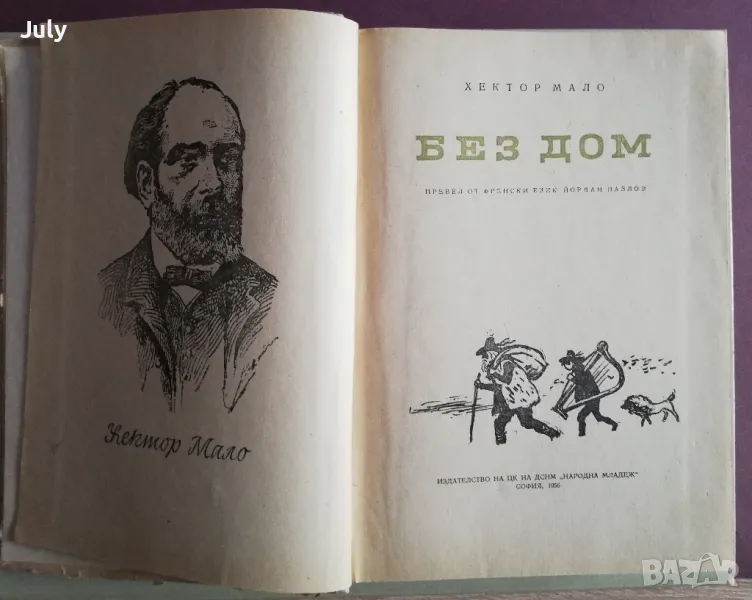 July
Хектор Мало
ХЕКТОР МАЛО
БЕЗ ДОМ
ПРЕВЕЛ ОТ ФРЕНСКИ ЕЗИК ЙОРДАН ПАВЛОВ
ИЗДАТЕЛСТВО НА ЦК НА ДСНМ „НАРОДНА МЛАДЕЖ“
СОФИЯ, 1956
BAZAR